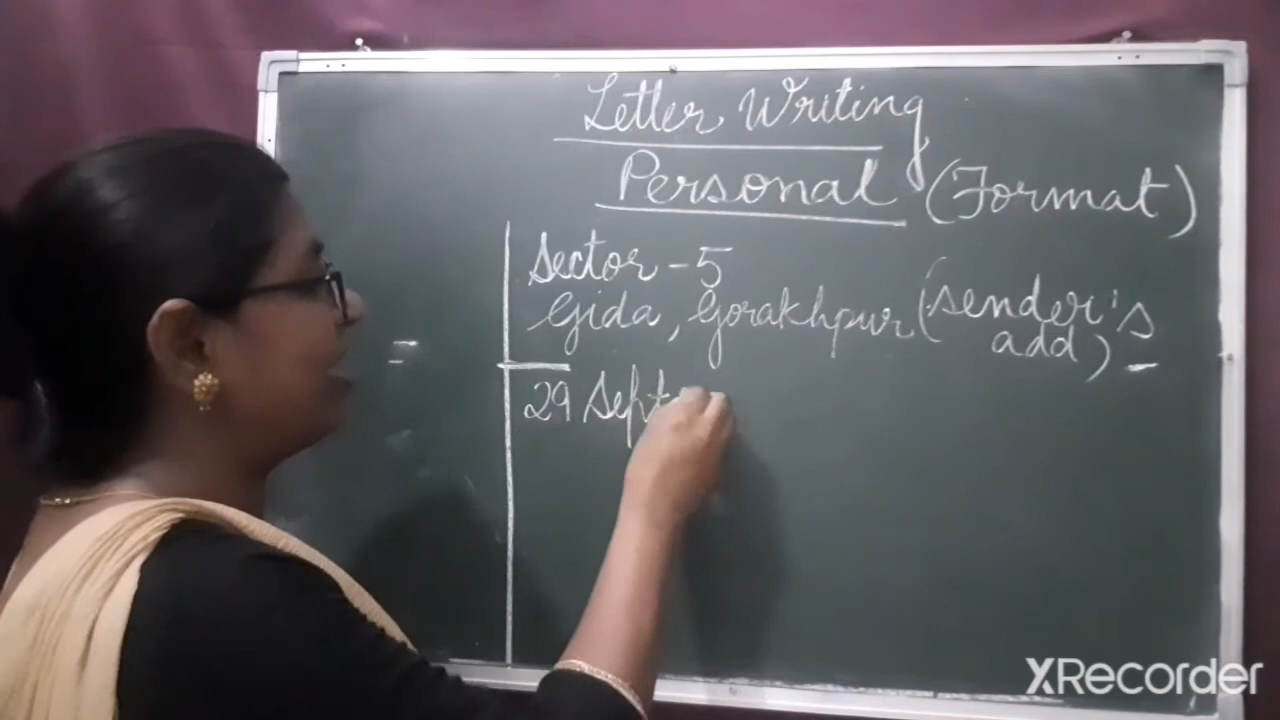 Letter Writing
Personal (Format)
Sector - 5
Gida, Gorakhpur (sender's
add) -
29 Sept
XRecorder